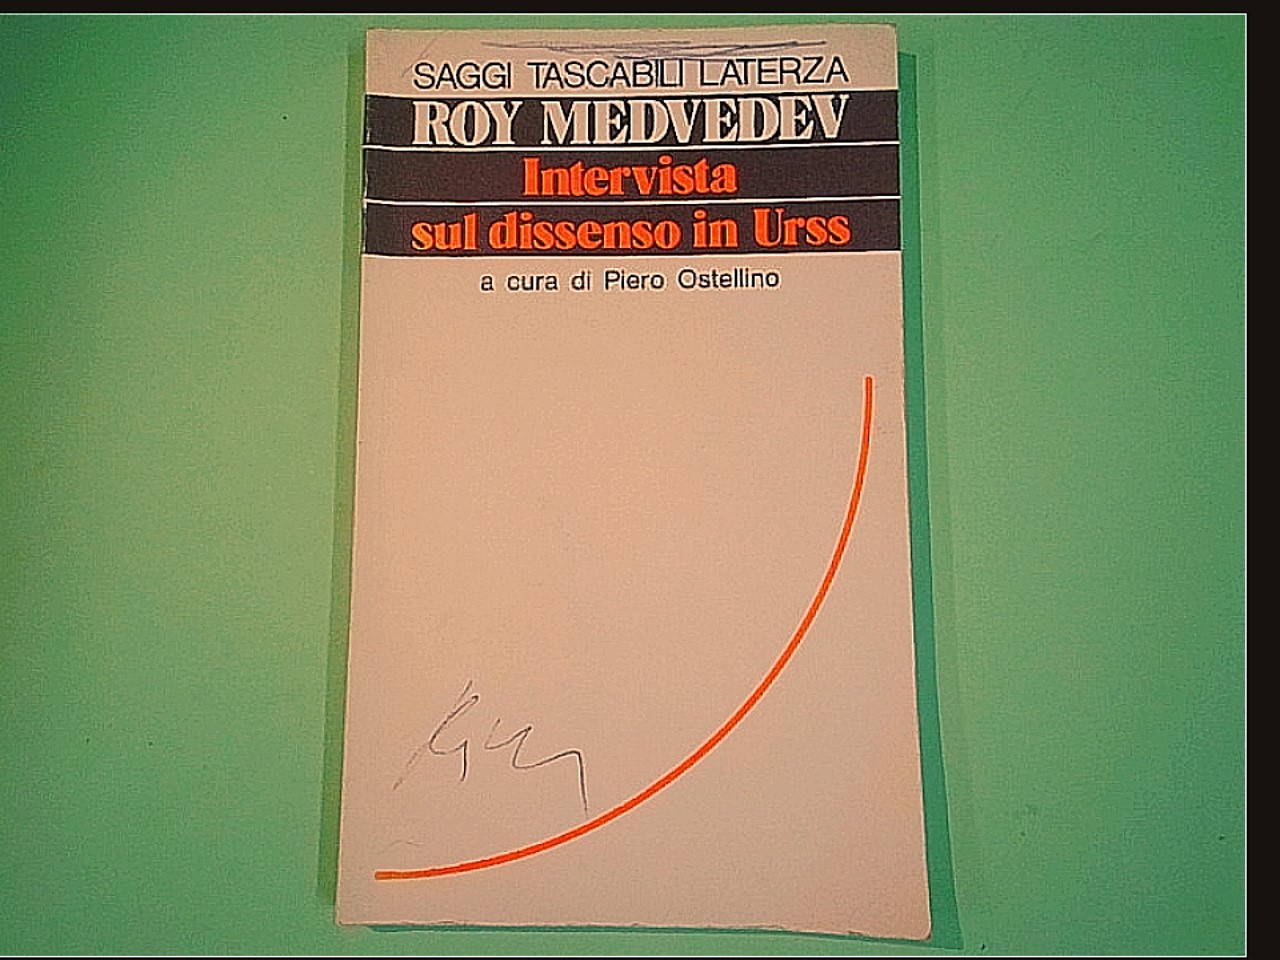 SAGGI TASCABILI LATERZA
ROY MEDVEDEV
Intervista
sul dissenso in Urss
a cura di Piero Ostellino